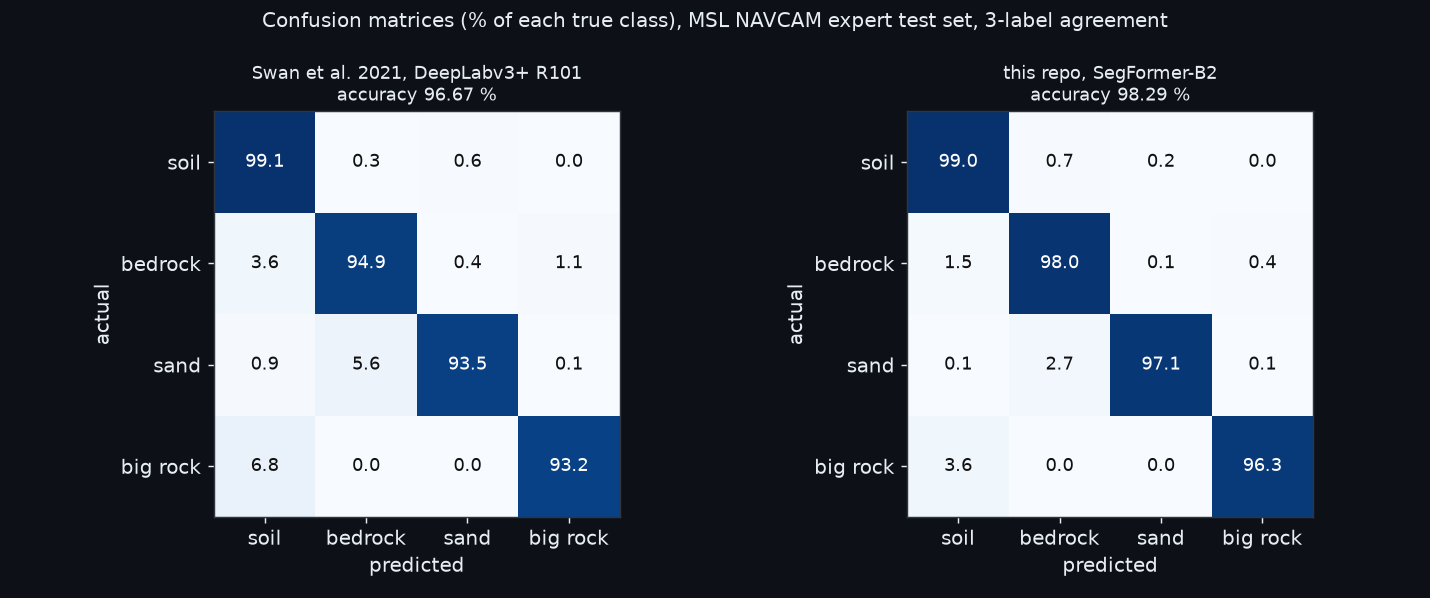 Confusion matrices (% of each true class), MSL NAVCAM expert test set, 3-label agreement
Swan et al. 2021, DeepLabv3+ R101
accuracy 96.67 %
actual
soil 99.1 0.3 0.6 0.0
bedrock 3.6 94.9 0.4 1.1
sand 0.9 5.6 93.5 0.1
big rock 6.8 0.0 0.0 93.2
soil bedrock sand big rock
predicted
this repo, SegFormer-B2
accuracy 98.29 %
actual
soil 99.0 0.7 0.2 0.0
bedrock 1.5 98.0 0.1 0.4
sand 0.1 2.7 97.1 0.1
big rock 3.6 0.0 0.0 96.3
soil bedrock sand big rock
predicted